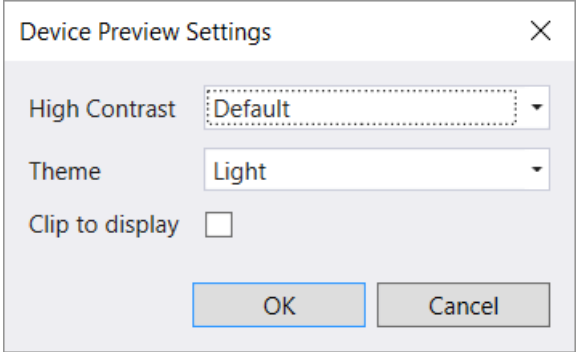 Device Preview Settings
High Contrast Default
Theme Light
Clip to display
OK Cancel